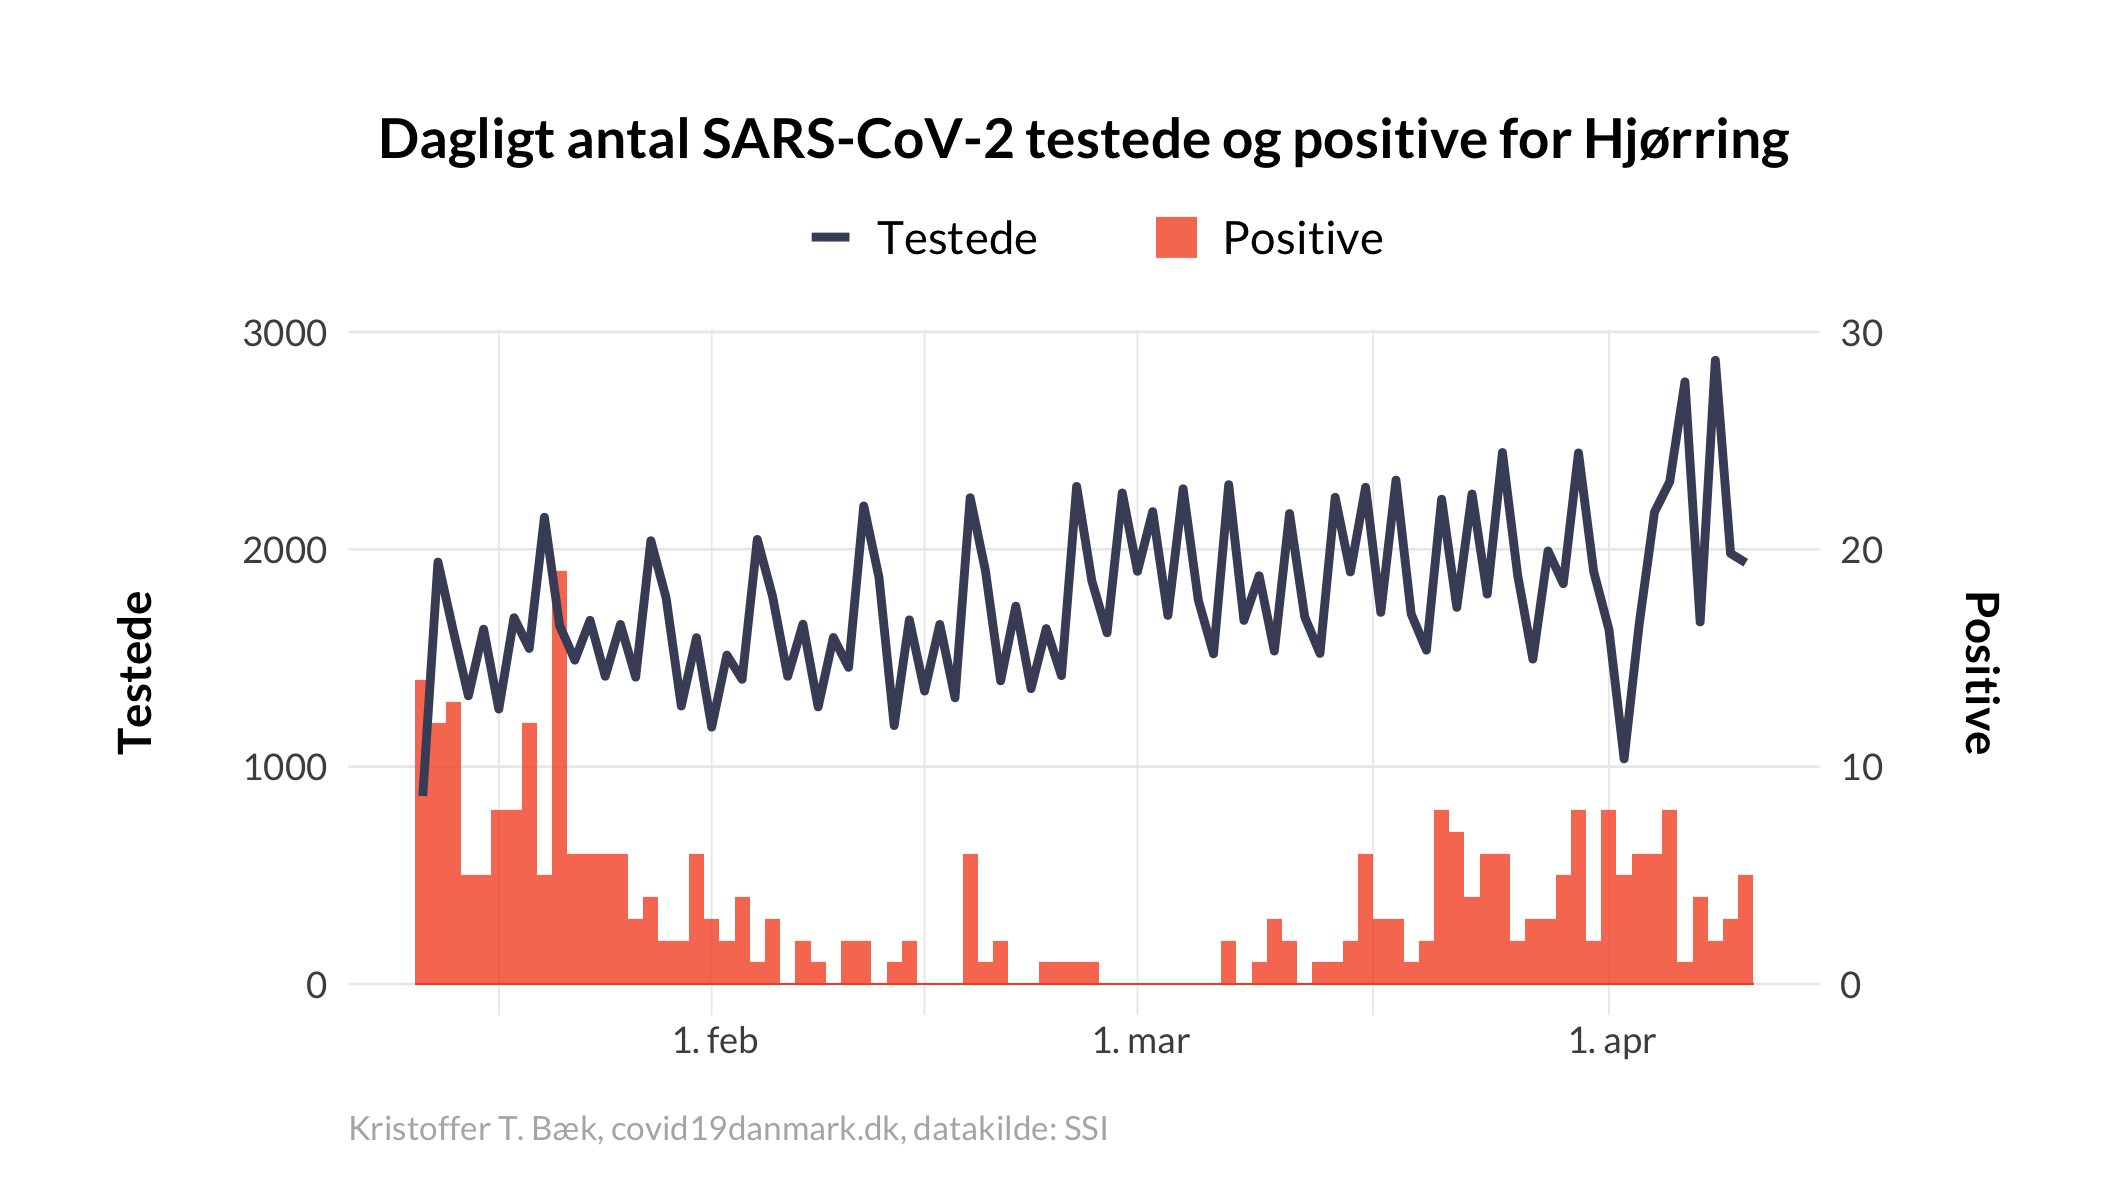 Dagligt antal SARS-CoV-2 testede og positive for Hjørring
Testede
Positive
3000
2000
1000
0
30
20
10
0
Testede
Positive
1. feb
1. mar
1. apr
Kristoffer T. Bæk, covid19danmark.dk, datakilde: SSI